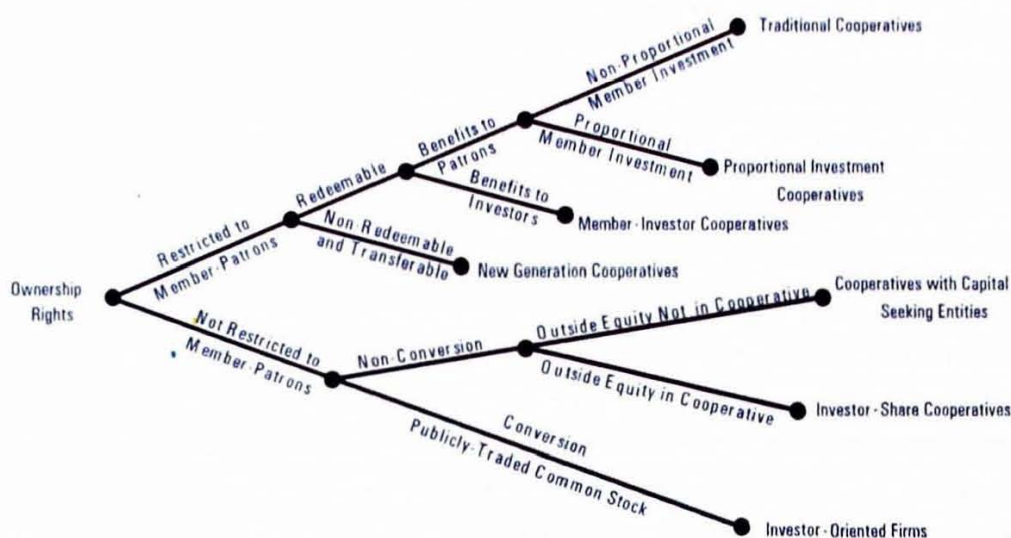 Traditional Cooperatives
Non-Proportional
Member Investment
Proportional
Member Investment
Proportional Investment
Cooperatives
Benefits to
Patrons
Benefits to
Investors
Member-Investor Cooperatives
Redeemable
Non-Redeemable
and Transferable
New Generation Cooperatives
Restricted to
Member-Patrons
Ownership
Rights
Not Restricted to
Member-Patrons
Non-Conversion
Outside Equity Not in Cooperative
Cooperatives with Capital
Seeking Entities
Outside Equity in Cooperative
Investor-Share Cooperatives
Conversion
Publicly-Traded Common Stock
Investor-Oriented Firms